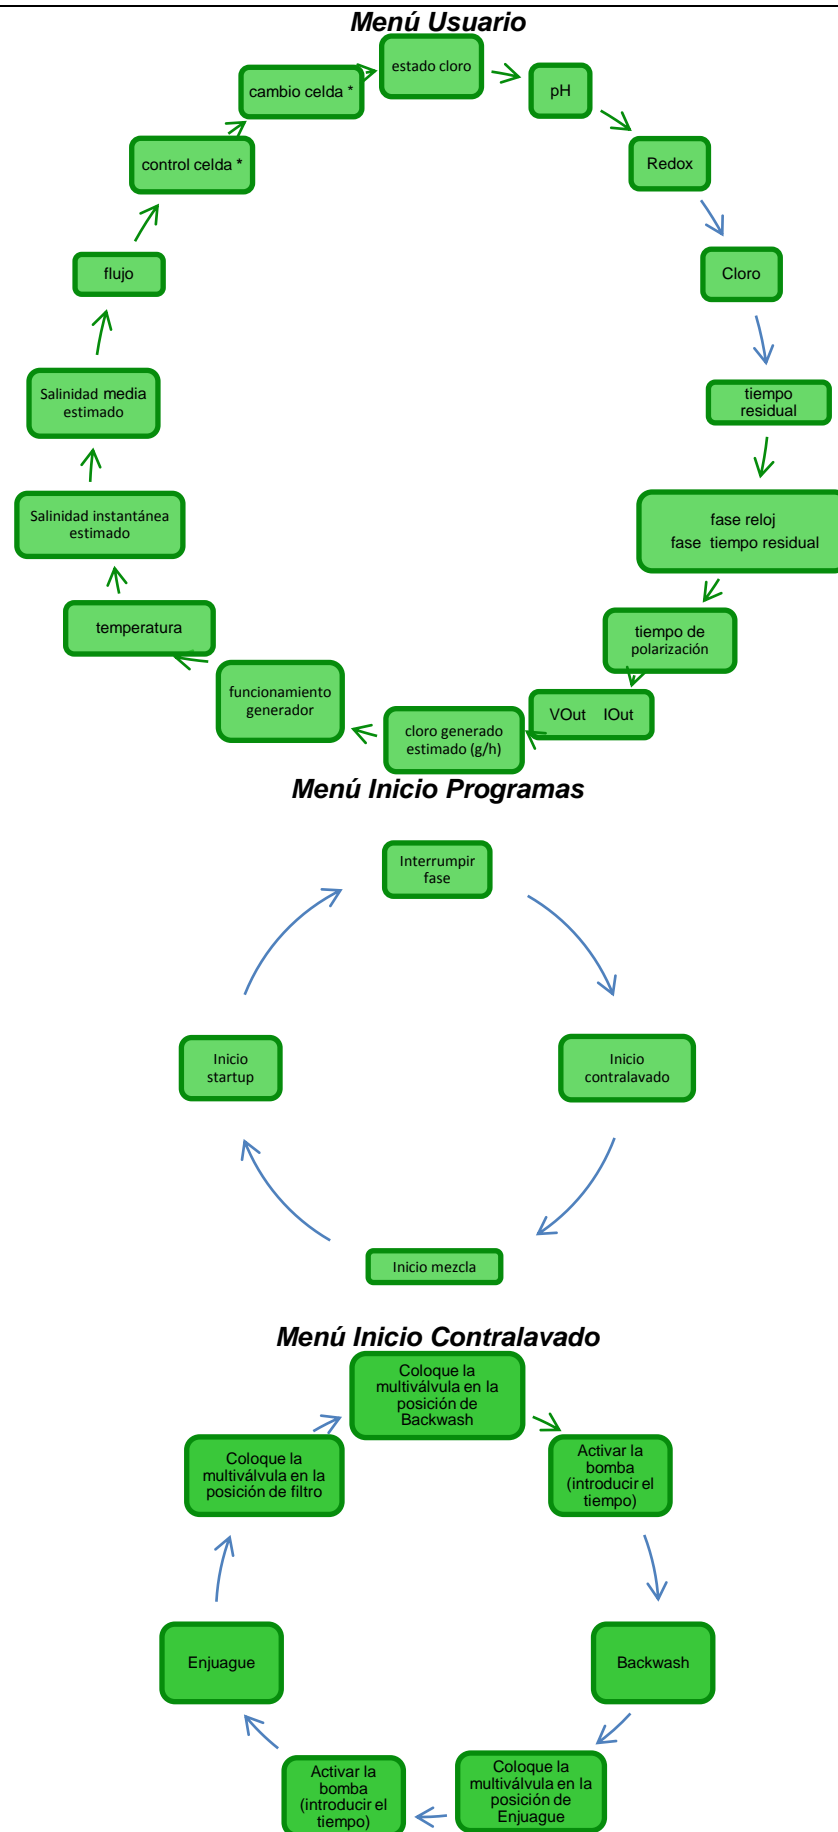 Menú Usuario
estado cloro
pH
Redox
Cloro
tiempo
residual
fase reloj
fase tiempo residual
tiempo de
polarización
VOut IOut
cloro generado
estimado (g/h)
funcionamiento
generador
temperatura
Salinidad instantánea
estimado
Salinidad media
estimado
flujo
control celda *
cambio celda *
Menú Inicio Programas
Interrumpir
fase
Inicio
contralavado
Inicio mezcla
Inicio
startup
Menú Inicio Contralavado
Coloque la
multiválvula en la
posición de
Backwash
Activar la
bomba
(introducir el
tiempo)
Backwash
Coloque la
multiválvula en la
posición de
Enjuague
Activar la
bomba
(introducir el
tiempo)
Enjuague
Coloque la
multiválvula en la
posición de filtro